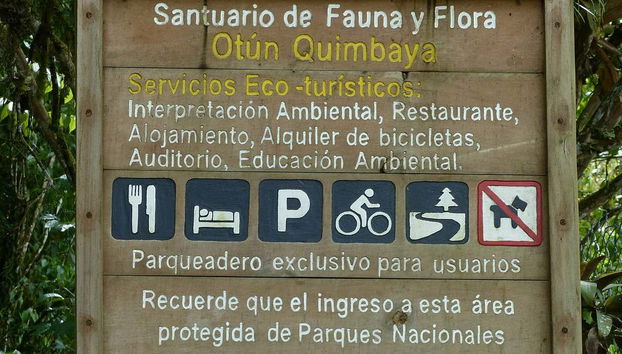 Santuario de Fauna y Flora
Otún Quimbaya
Servicios Eco-turísticos:
Interpretación Ambiental, Restaurante,
Alojamiento, Alquiler de bicicletas,
Auditorio, Educación Ambiental.
P
Parqueadero exclusivo para usuarios
Recuerde que el ingreso a esta área
protegida de Parques Nacionales